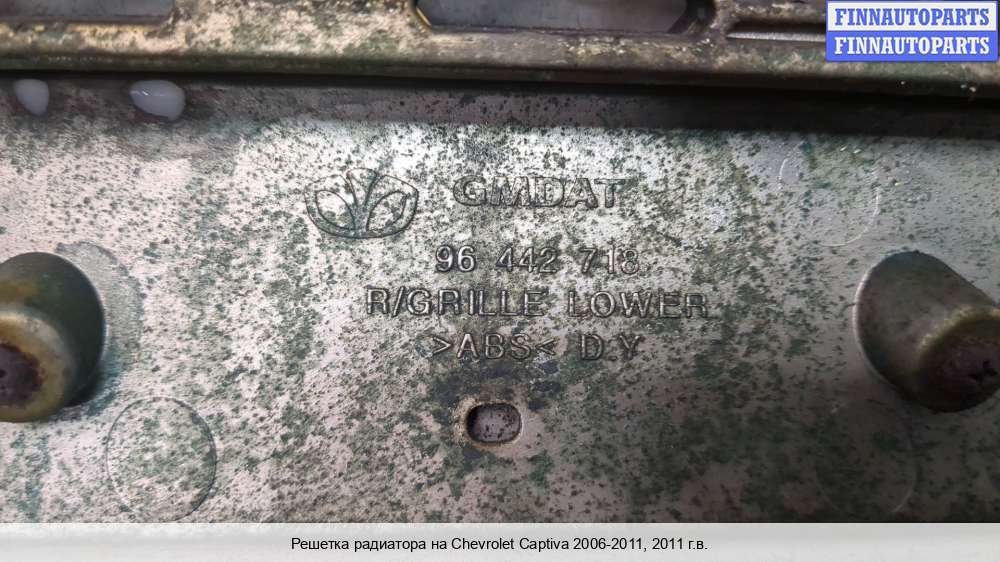 FINNAUTOPARTS
FINNAUTOPARTS
GMDAT
96 442 718
R/GRILLE LOWER
>ABS< D.Y
Решетка радиатора на Chevrolet Captiva 2006-2011, 2011 г.в.